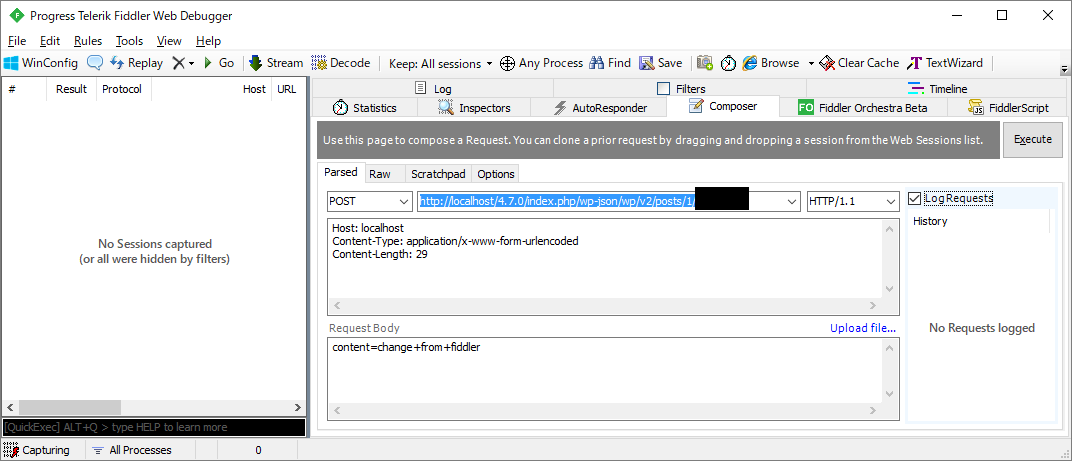 Progress Telerik Fiddler Web Debugger
File Edit Rules Tools View Help
WinConfig Replay Go Stream Decode Keep: All sessions Any Process Find Save Browse Clear Cache TextWizard
# Result Protocol Host URL
Log Filters Timeline
Statistics Inspectors AutoResponder Composer FO Fiddler Orchestra Beta FiddlerScript
Use this page to compose a Request. You can clone a prior request by dragging and dropping a session from the Web Sessions list.
Execute
Parsed Raw Scratchpad Options
POST http://localhost/4.7.0/index.php/wp-json/wp/v2/posts/1/ HTTP/1.1
Log Requests
History
Host: localhost
Content-Type: application/x-www-form-urlencoded
Content-Length: 29
No Sessions captured
(or all were hidden by filters)
Request Body Upload file...
No Requests logged
content=change+from+fiddler
[QuickExec] ALT+Q > type HELP to learn more
Capturing All Processes 0